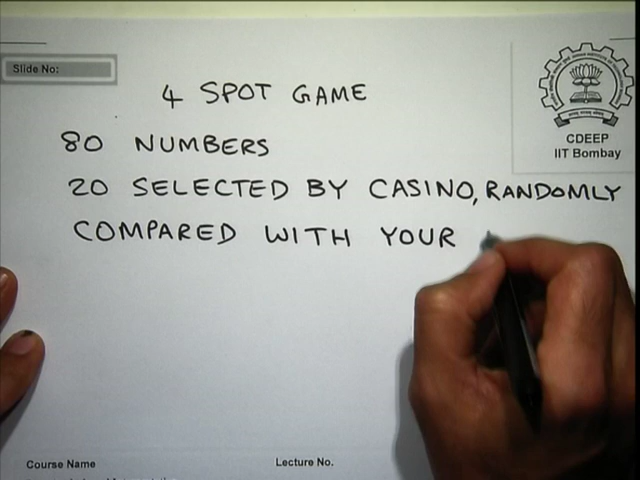 Slide No:
4 SPOT GAME
80 NUMBERS
20 SELECTED BY CASINO, RANDOMLY
COMPARED WITH YOUR
CDEEP
IIT Bombay
Course Name
Lecture No.